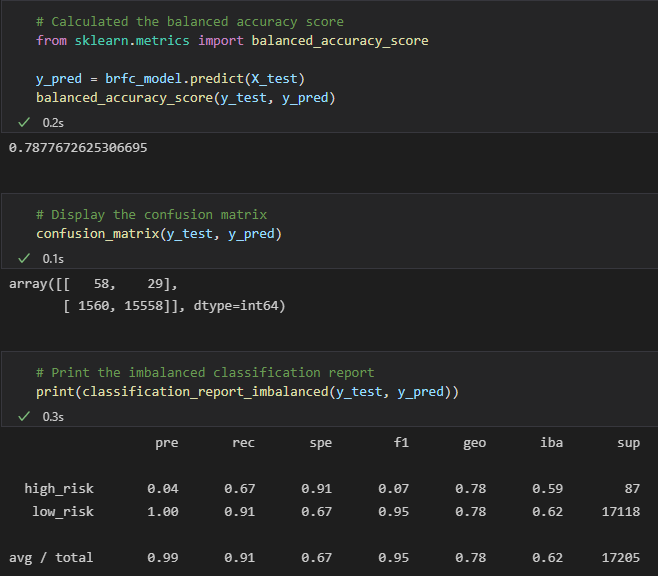 # Calculated the balanced accuracy score
from sklearn.metrics import balanced_accuracy_score
y_pred = brfc_model.predict(X_test)
balanced_accuracy_score(y_test, y_pred)
✓ 0.2s
0.7877672625306695
# Display the confusion matrix
confusion_matrix(y_test, y_pred)
✓ 0.1s
array([[   58,    29],
       [ 1560, 15558]], dtype=int64)
# Print the imbalanced classification report
print(classification_report_imbalanced(y_test, y_pred))
✓ 0.3s
pre       rec       spe        f1       geo       iba       sup
high_risk       0.04      0.67      0.91      0.07      0.78      0.59        87
low_risk       1.00      0.91      0.67      0.95      0.78      0.62     17118
avg / total       0.99      0.91      0.67      0.95      0.78      0.62     17205